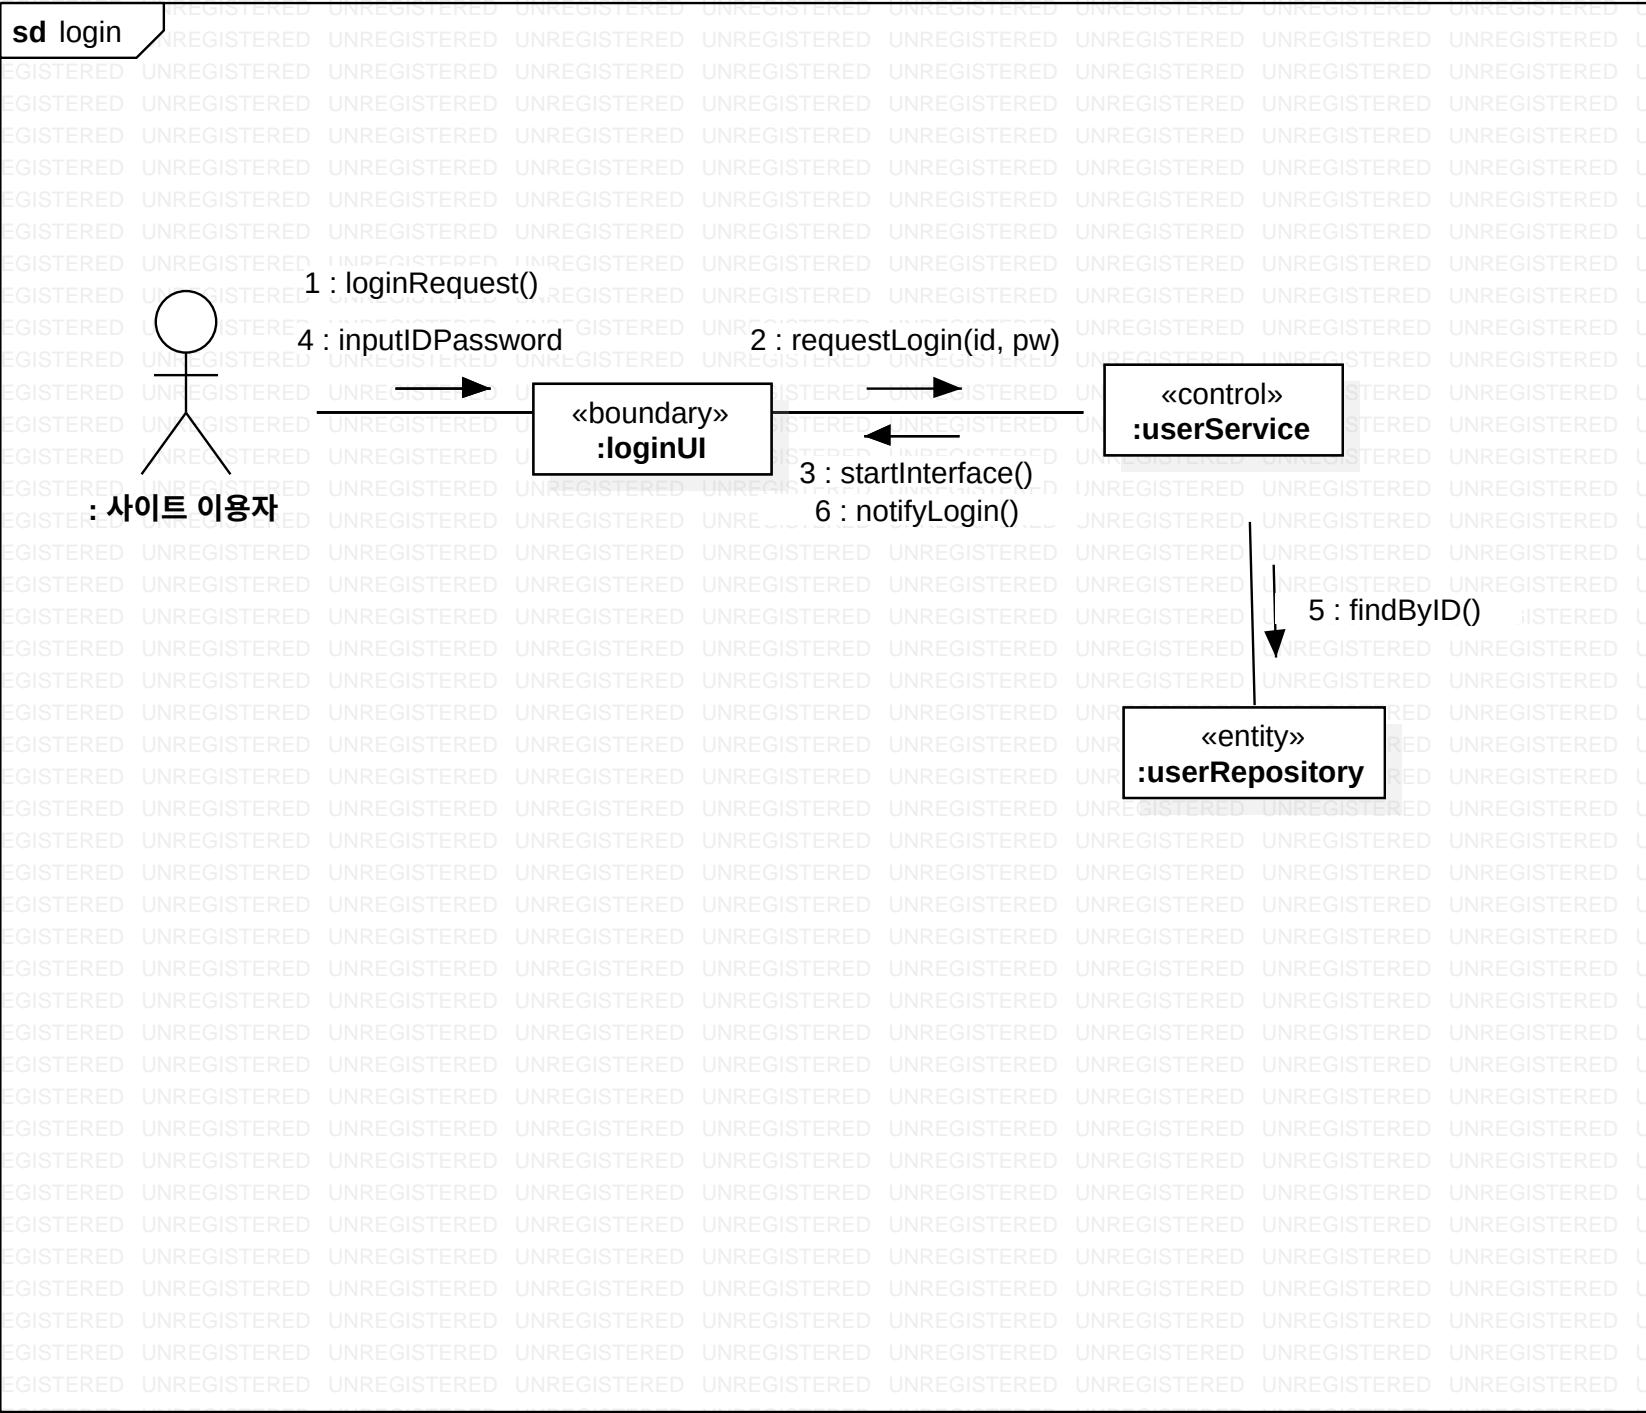 sd login
1 : loginRequest()
4 : inputIDPassword
2 : requestLogin(id, pw)
«boundary»
:loginUI
«control»
:userService
3 : startInterface()
6 : notifyLogin()
: 사이트 이용자
5 : findByID()
«entity»
:userRepository
UNREGISTERED